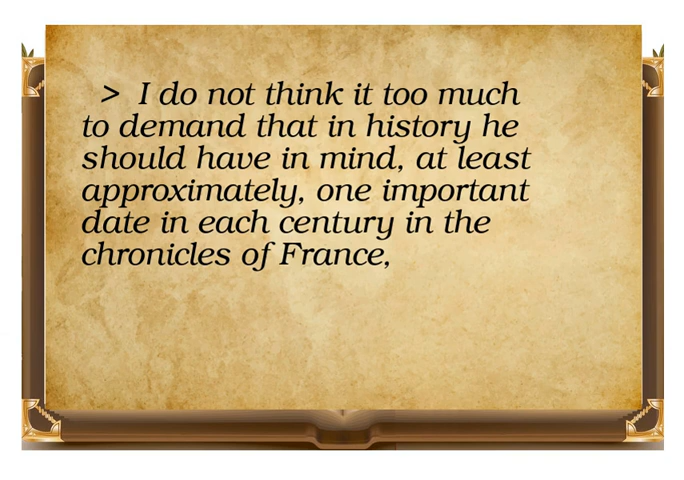 > I do not think it too much
to demand that in history he
should have in mind, at least
approximately, one important
date in each century in the
chronicles of France,